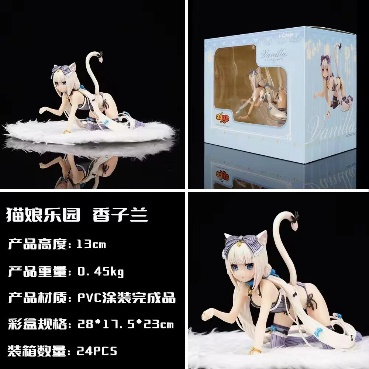 Vanilla
Vanilla
猫娘乐园 香子兰
产品高度: 13cm
产品重量: 0.45kg
产品材质: PVC涂装完成品
彩盒规格: 28*17.5*23cm
装箱数量: 24PCS